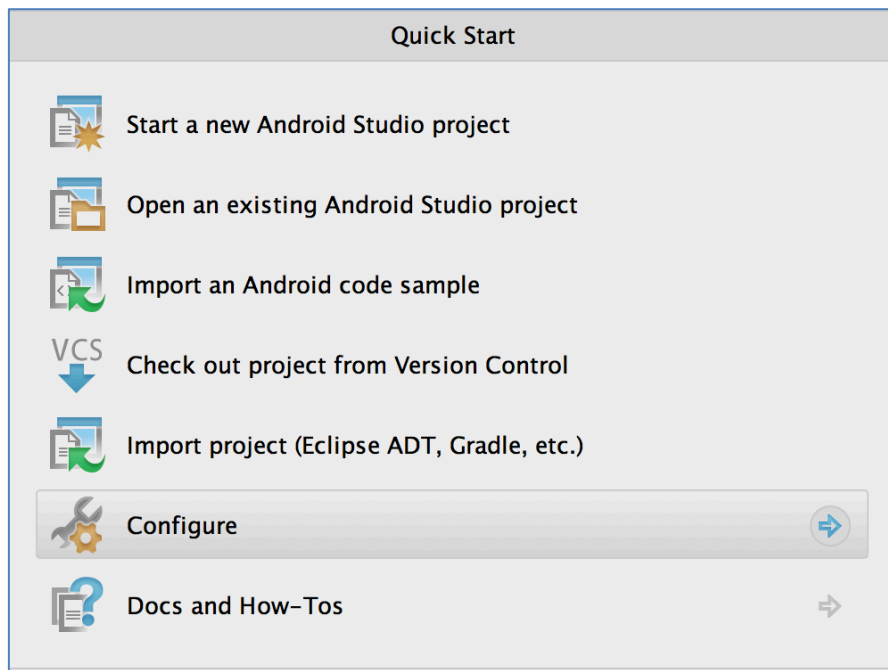 Quick Start
Start a new Android Studio project
Open an existing Android Studio project
Import an Android code sample
VCS
Check out project from Version Control
Import project (Eclipse ADT, Gradle, etc.)
Configure
Docs and How-Tos